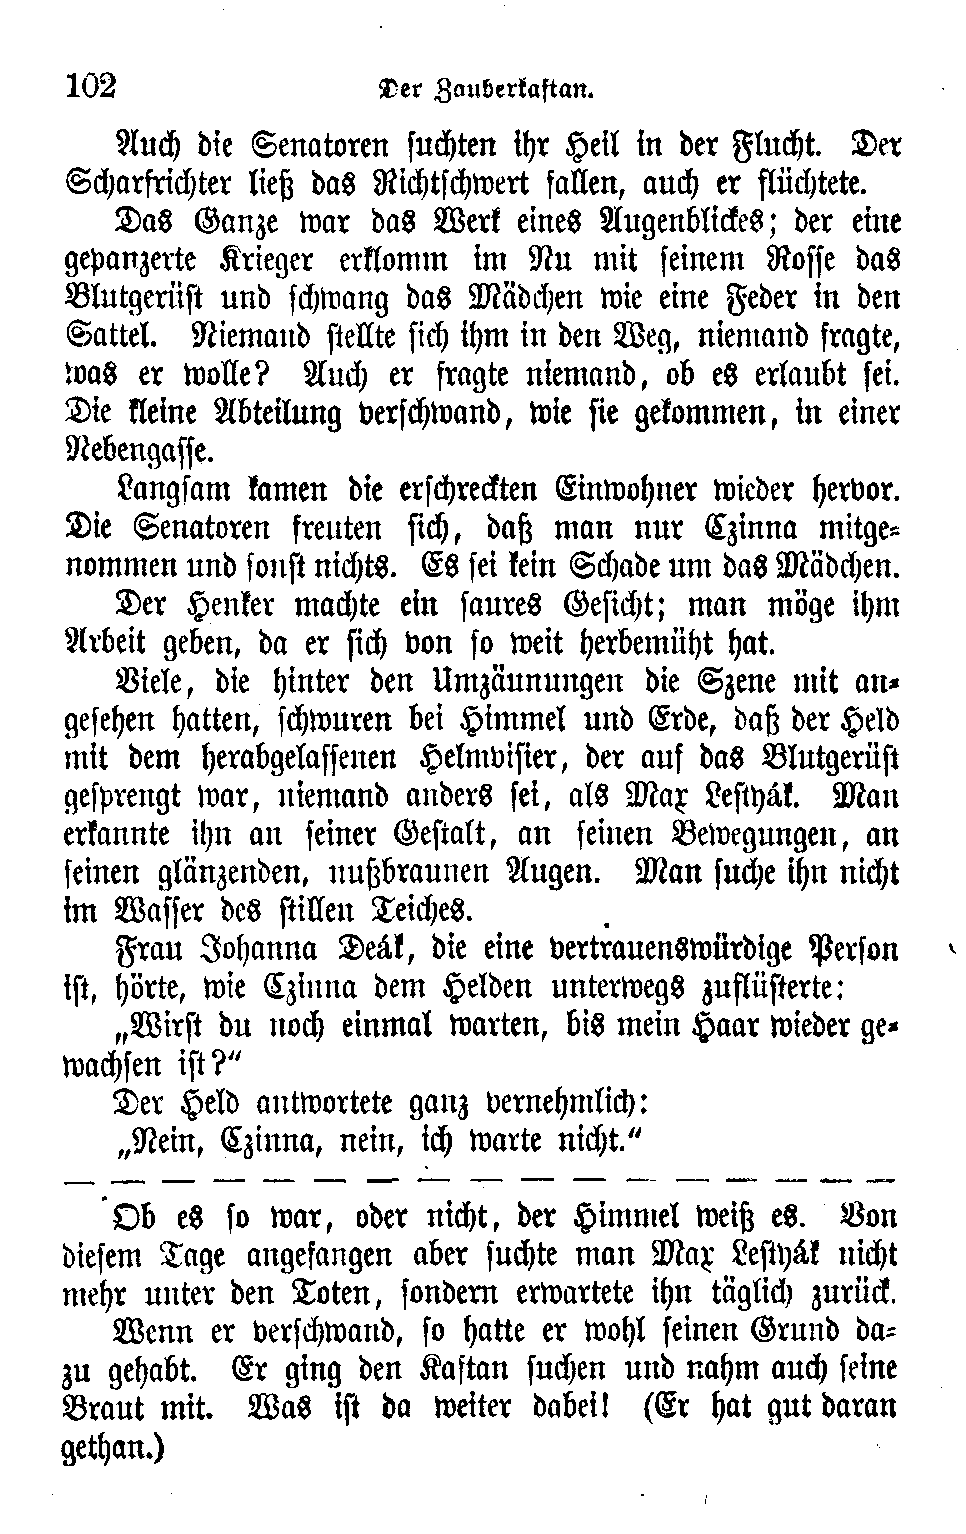 102 Der Zauberkaftan.
Auch die Senatoren suchten ihr Heil in der Flucht. Der
Scharfrichter ließ das Richtschwert fallen, auch er flüchtete.
Das Ganze war das Werk eines Augenblickes; der eine
gepanzerte Krieger erklomm im Nu mit seinem Rosse das
Blutgerüst und schwang das Mädchen wie eine Feder in den
Sattel. Niemand stellte sich ihm in den Weg, niemand fragte,
was er wolle? Auch er fragte niemand, ob es erlaubt sei.
Die kleine Abteilung verschwand, wie sie gekommen, in einer
Nebengasse.
Langsam kamen die erschreckten Einwohner wieder hervor.
Die Senatoren freuten sich, daß man nur Czinna mitge-
nommen und sonst nichts. Es sei kein Schade um das Mädchen.
Der Henker machte ein saures Gesicht; man möge ihm
Arbeit geben, da er sich von so weit herbemüht hat.
Viele, die hinter den Umzäunungen die Szene mit an-
gesehen hatten, schwuren bei Himmel und Erde, daß der Held
mit dem herabgelassenen Helmvisier, der auf das Blutgerüst
gesprengt war, niemand anders sei, als Max Lestyák. Man
erkannte ihn an seiner Gestalt, an seinen Bewegungen, an
seinen glänzenden, nußbraunen Augen. Man suche ihn nicht
im Wasser des stillen Teiches.
Frau Johanna Deák, die eine vertrauenswürdige Person
ist, hörte, wie Czinna dem Helden unterwegs zuflüsterte:
„Wirst du noch einmal warten, bis mein Haar wieder ge-
wachsen ist?“
Der Held antwortete ganz vernehmlich:
„Nein, Czinna, nein, ich warte nicht.“
— — — — — — — — — — — — — — — — —
Ob es so war, oder nicht, der Himmel weiß es. Von
diesem Tage angefangen aber suchte man Max Lestyák nicht
mehr unter den Toten, sondern erwartete ihn täglich zurück.
Wenn er verschwand, so hatte er wohl seinen Grund da-
zu gehabt. Er ging den Kaftan suchen und nahm auch seine
Braut mit. Was ist da weiter dabei! (Er hat gut daran
gethan.)